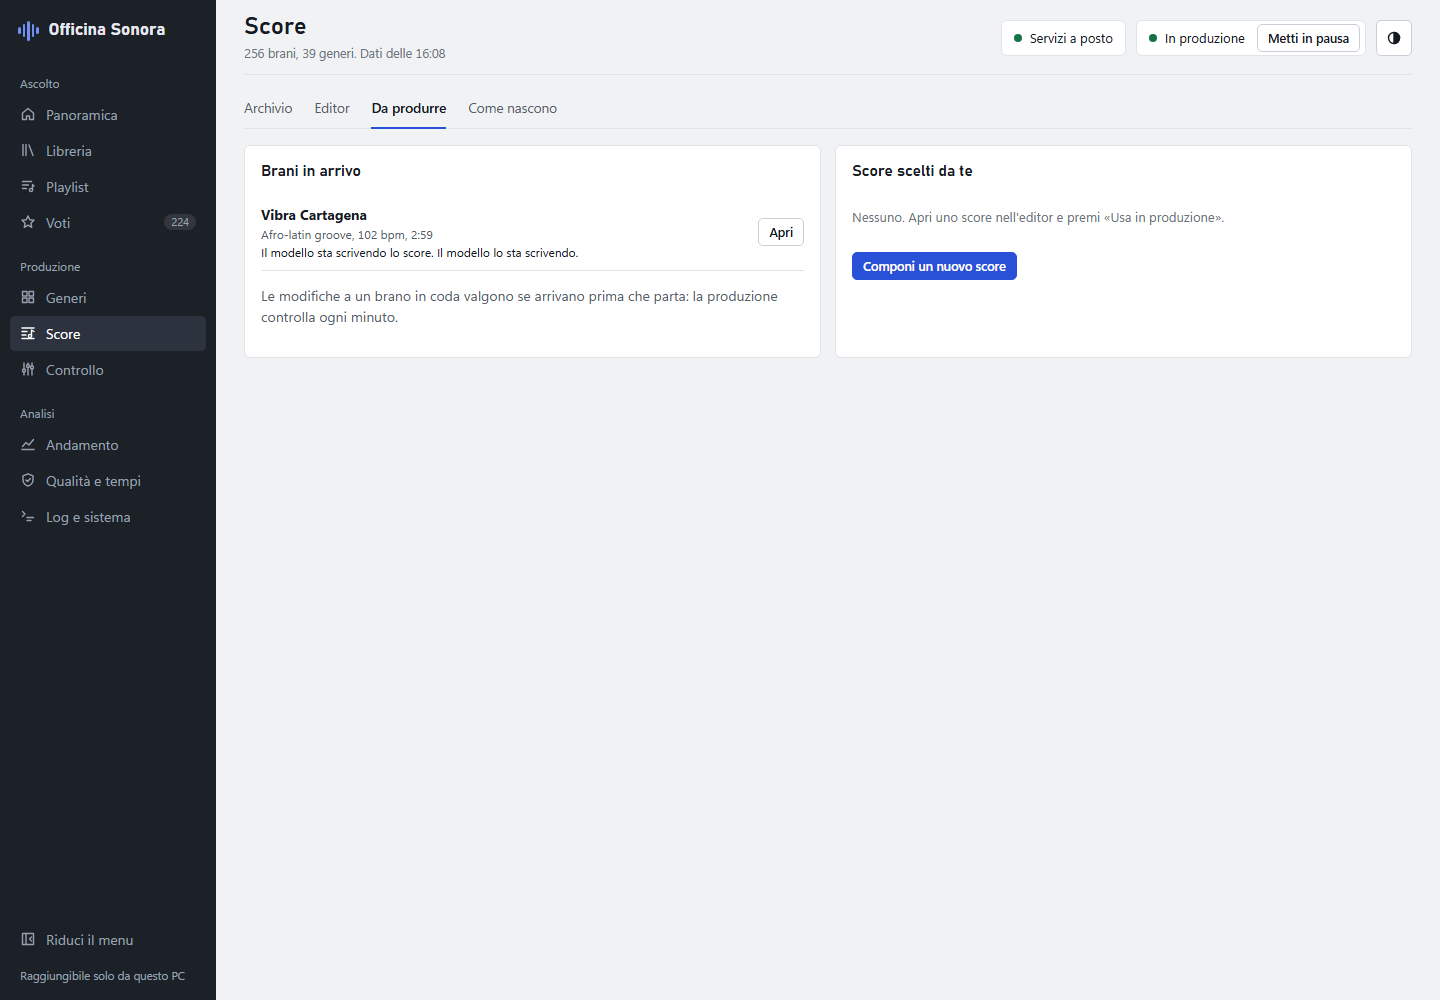 Officina Sonora
Ascolto
Panoramica
Libreria
Playlist
Voti
224
Produzione
Generi
Score
Controllo
Analisi
Andamento
Qualità e tempi
Log e sistema
Riduci il menu
Raggiungibile solo da questo PC
Score
256 brani, 39 generi. Dati delle 16:08
Servizi a posto
In produzione
Metti in pausa
Archivio
Editor
Da produrre
Come nascono
Brani in arrivo
Vibra Cartagena
Afro-latin groove, 102 bpm, 2:59
Il modello sta scrivendo lo score. Il modello lo sta scrivendo.
Apri
Le modifiche a un brano in coda valgono se arrivano prima che parta: la produzione
controlla ogni minuto.
Score scelti da te
Nessuno. Apri uno score nell'editor e premi «Usa in produzione».
Componi un nuovo score